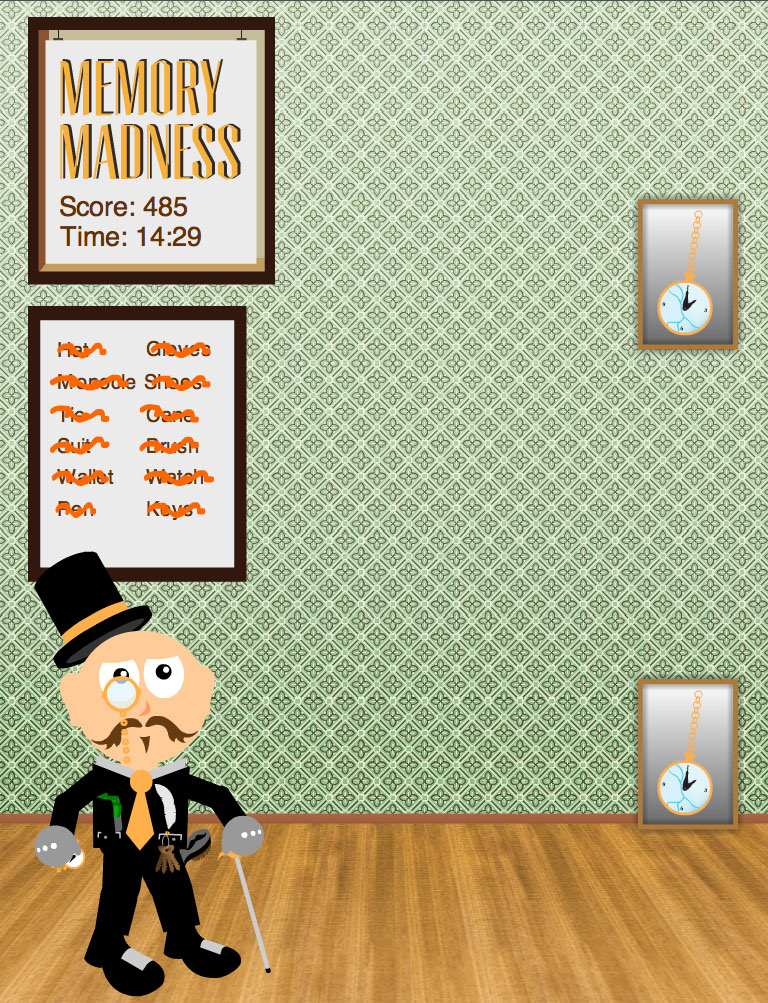 MEMORY
MADNESS
Score: 485
Time: 14:29
Hat Gloves
Monocle Shoes
Tie Cane
Suit Brush
Wallet Watch
Pen Keys